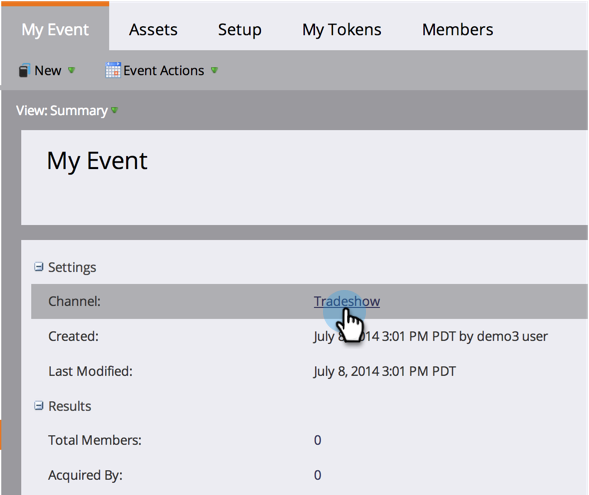 My Event Assets Setup My Tokens Members
New Event Actions
View: Summary
My Event
Settings
Channel: Tradeshow
Created: July 8, 2014 3:01 PM PDT by demo3 user
Last Modified: July 8, 2014 3:01 PM PDT
Results
Total Members: 0
Acquired By: 0